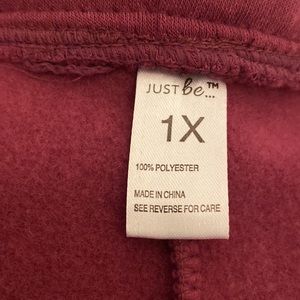 JUST be...™
1X
100% POLYESTER
MADE IN CHINA
SEE REVERSE FOR CARE